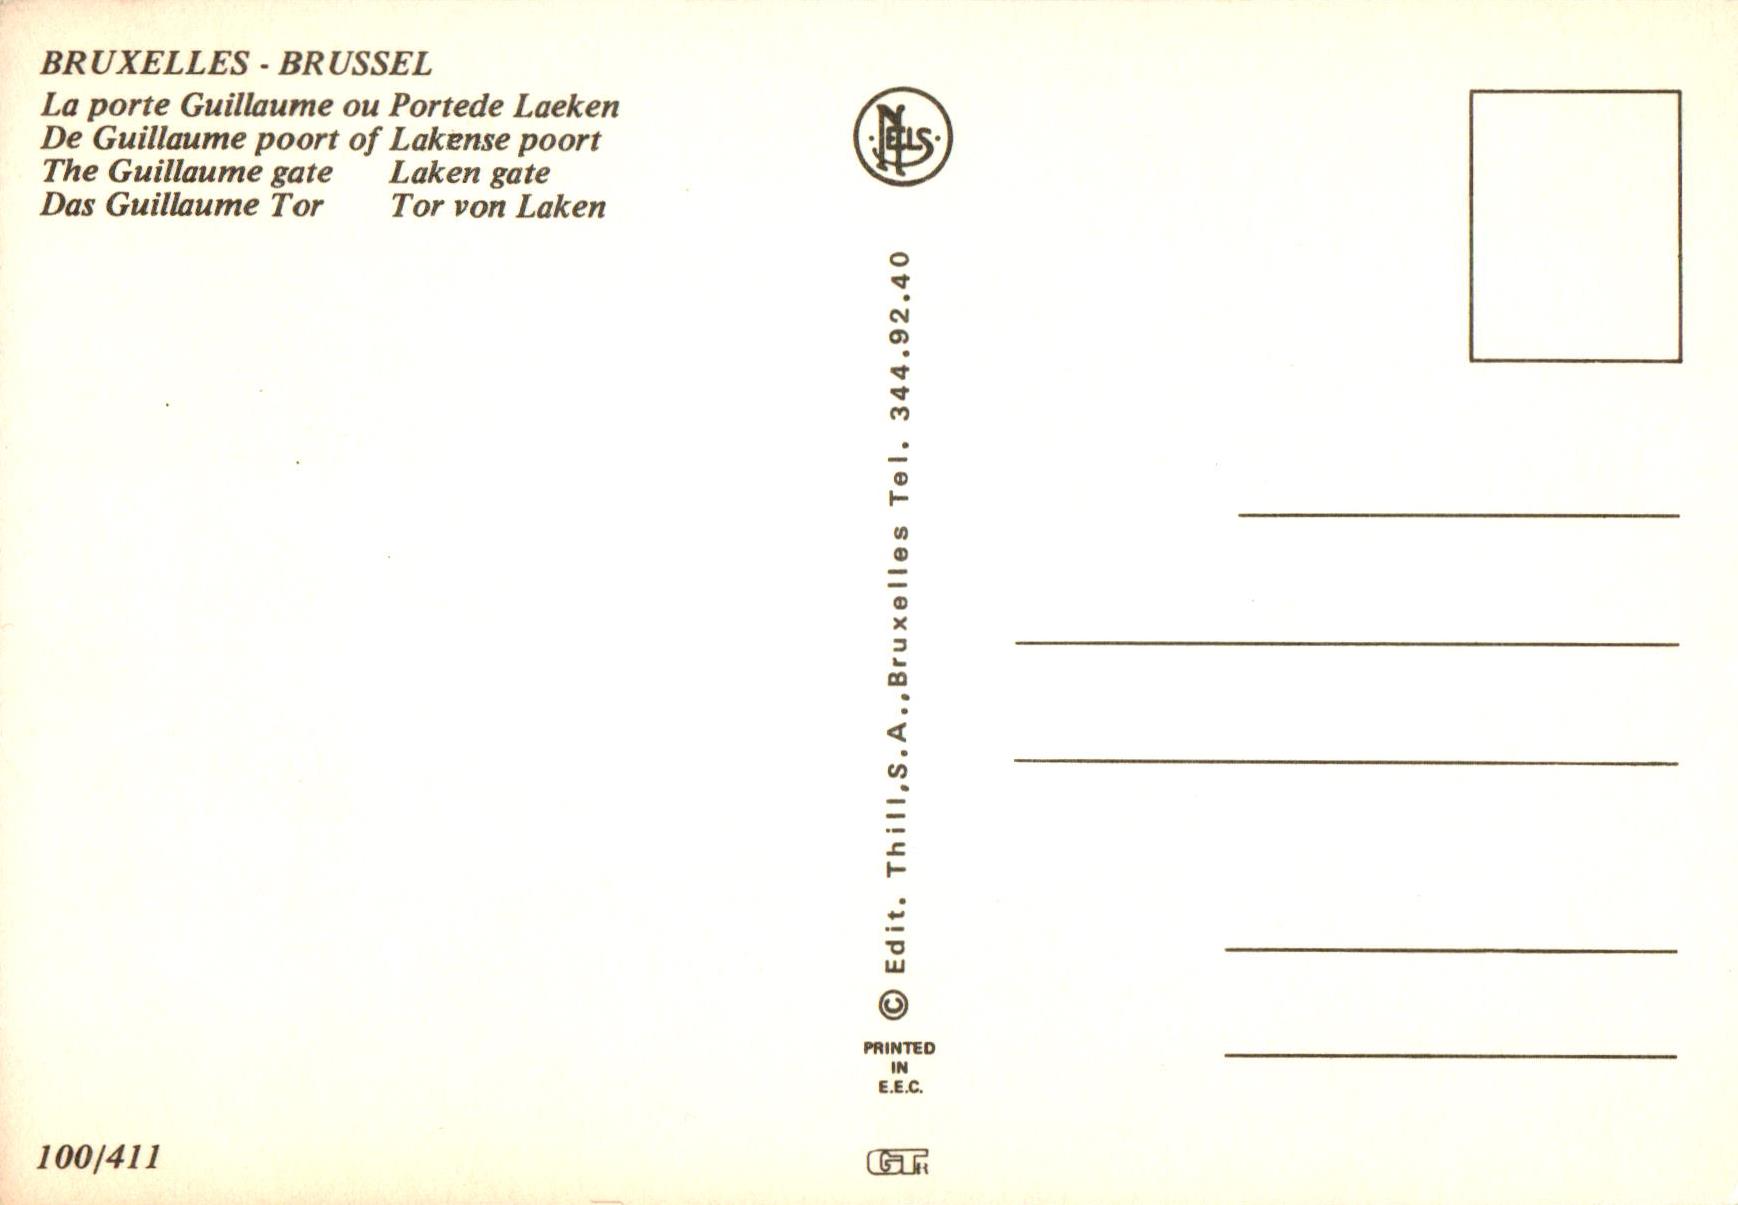 BRUXELLES - BRUSSEL
La porte Guillaume ou Portede Laeken
De Guillaume poort of Lakense poort
The Guillaume gate Laken gate
Das Guillaume Tor Tor von Laken
NELS
© Edit. Thill,S.A.,Bruxelles Tel. 344.92.40
PRINTED
IN
E.E.C.
100/411